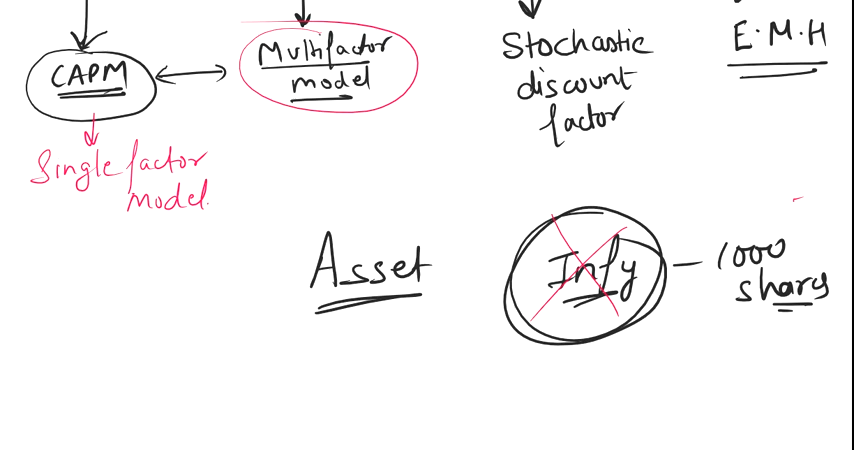 CAPM
Multifactor
model
Stochastic
discount
factor
E.M.H
Single factor
model.
Asset
Infy - 1000
shares